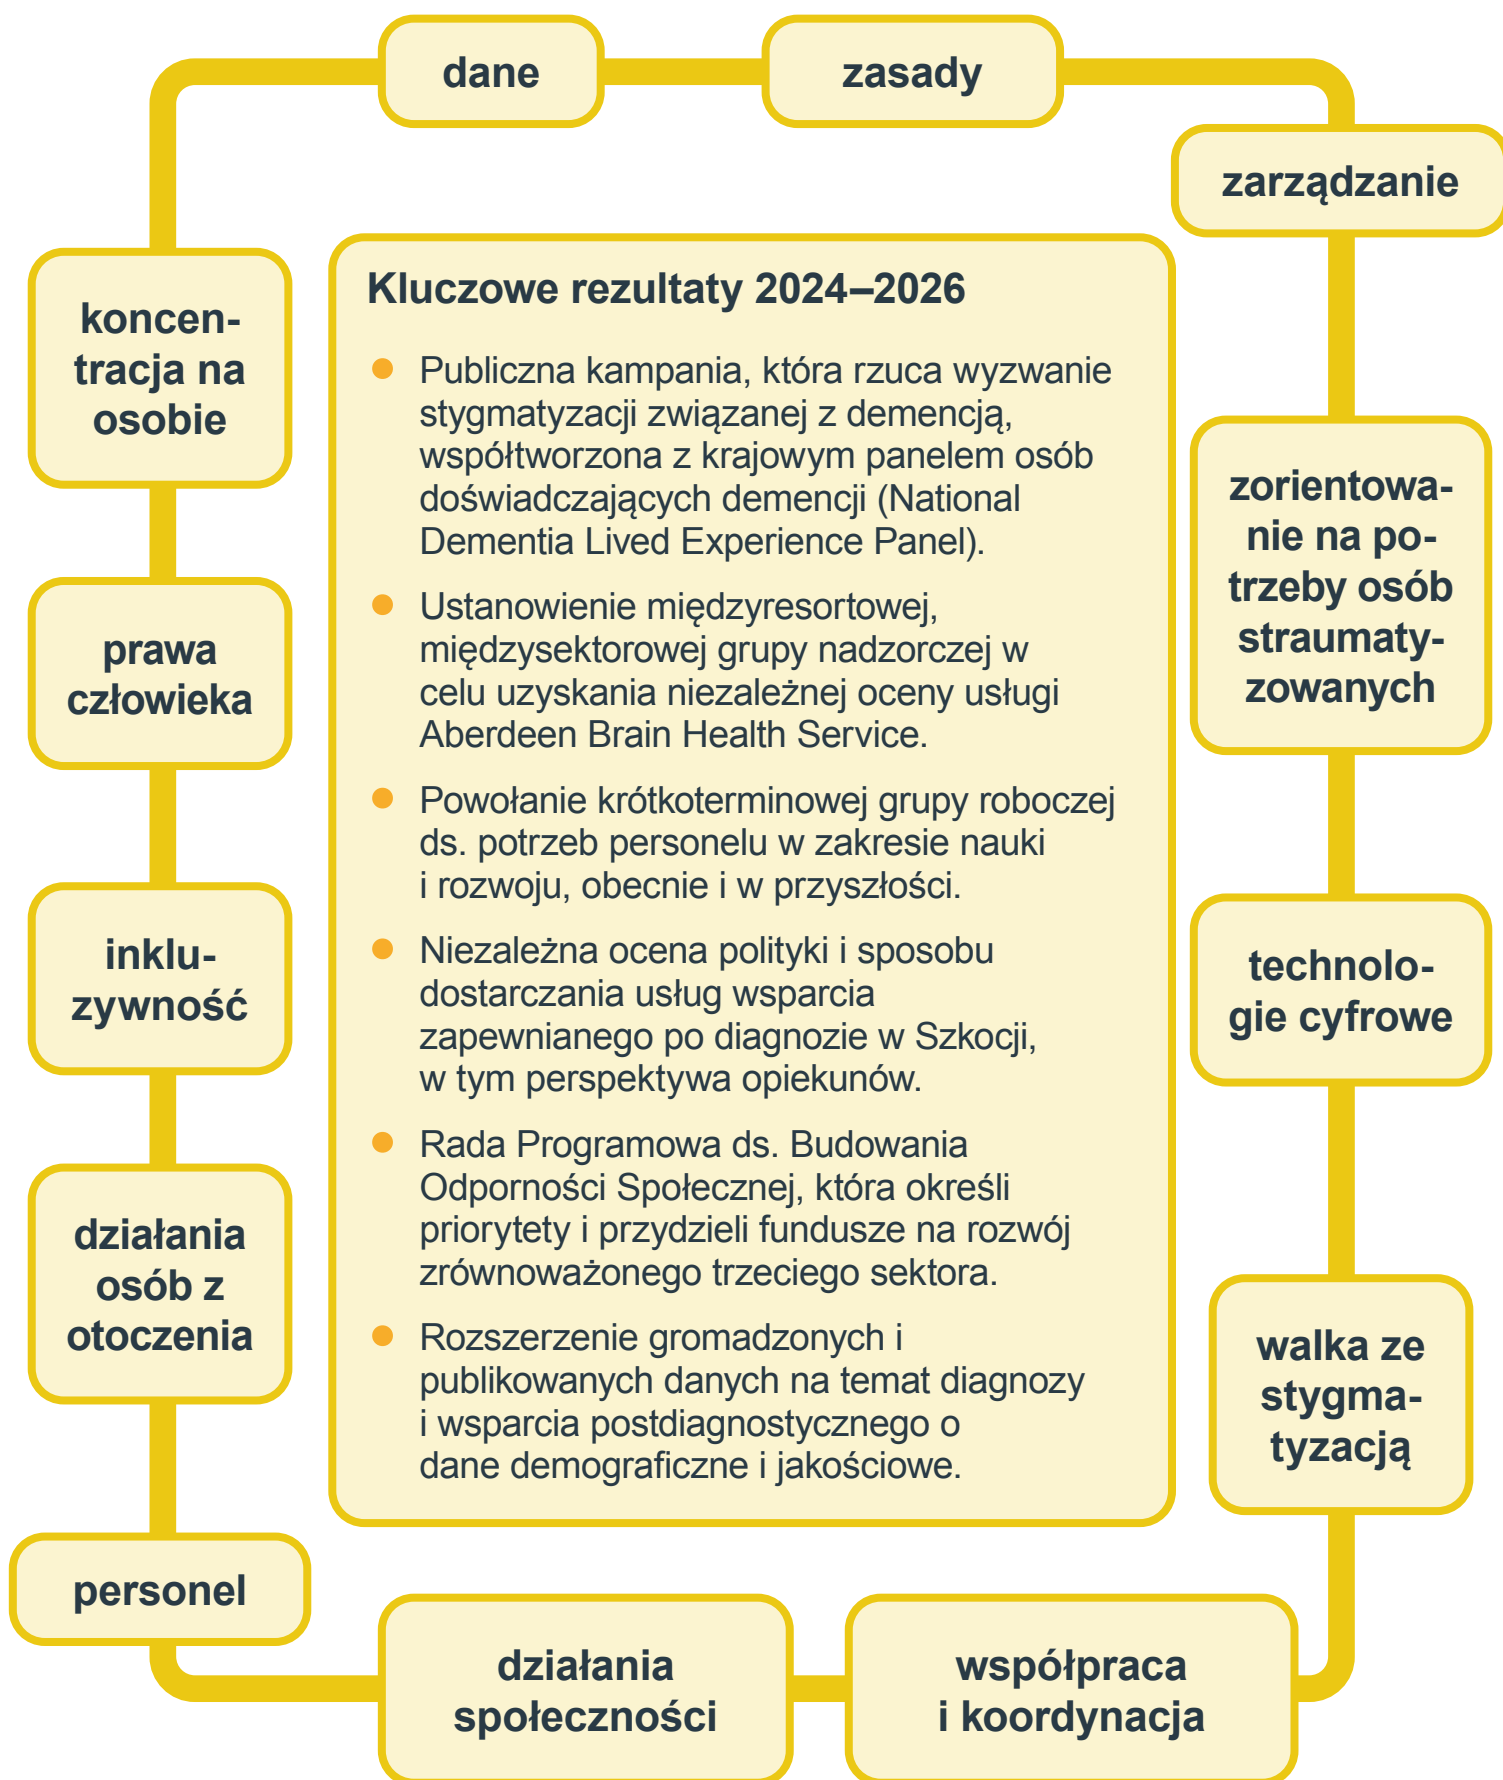 dane
zasady
zarządzanie
koncen-
tracja na
osobie
prawa
człowieka
inklu-
zywność
działania
osób z
otoczenia
personel
Kluczowe rezultaty 2024–2026
Publiczna kampania, która rzuca wyzwanie
stygmatyzacji związanej z demencją,
współtworzona z krajowym panelem osób
doświadczających demencji (National
Dementia Lived Experience Panel).
Ustanowienie międzyresortowej,
międzysektorowej grupy nadzorczej w
celu uzyskania niezależnej oceny usługi
Aberdeen Brain Health Service.
Powołanie krótkoterminowej grupy roboczej
ds. potrzeb personelu w zakresie nauki
i rozwoju, obecnie i w przyszłości.
Niezależna ocena polityki i sposobu
dostarczania usług wsparcia
zapewnianego po diagnozie w Szkocji,
w tym perspektywa opiekunów.
Rada Programowa ds. Budowania
Odporności Społecznej, która określi
priorytety i przydzieli fundusze na rozwój
zrównoważonego trzeciego sektora.
Rozszerzenie gromadzonych i
publikowanych danych na temat diagnozy
i wsparcia postdiagnostycznego o
dane demograficzne i jakościowe.
zorientowa-
nie na po-
trzeby osób
straumaty-
zowanych
technolo-
gie cyfrowe
walka ze
stygma-
tyzacją
działania
społeczności
współpraca
i koordynacja